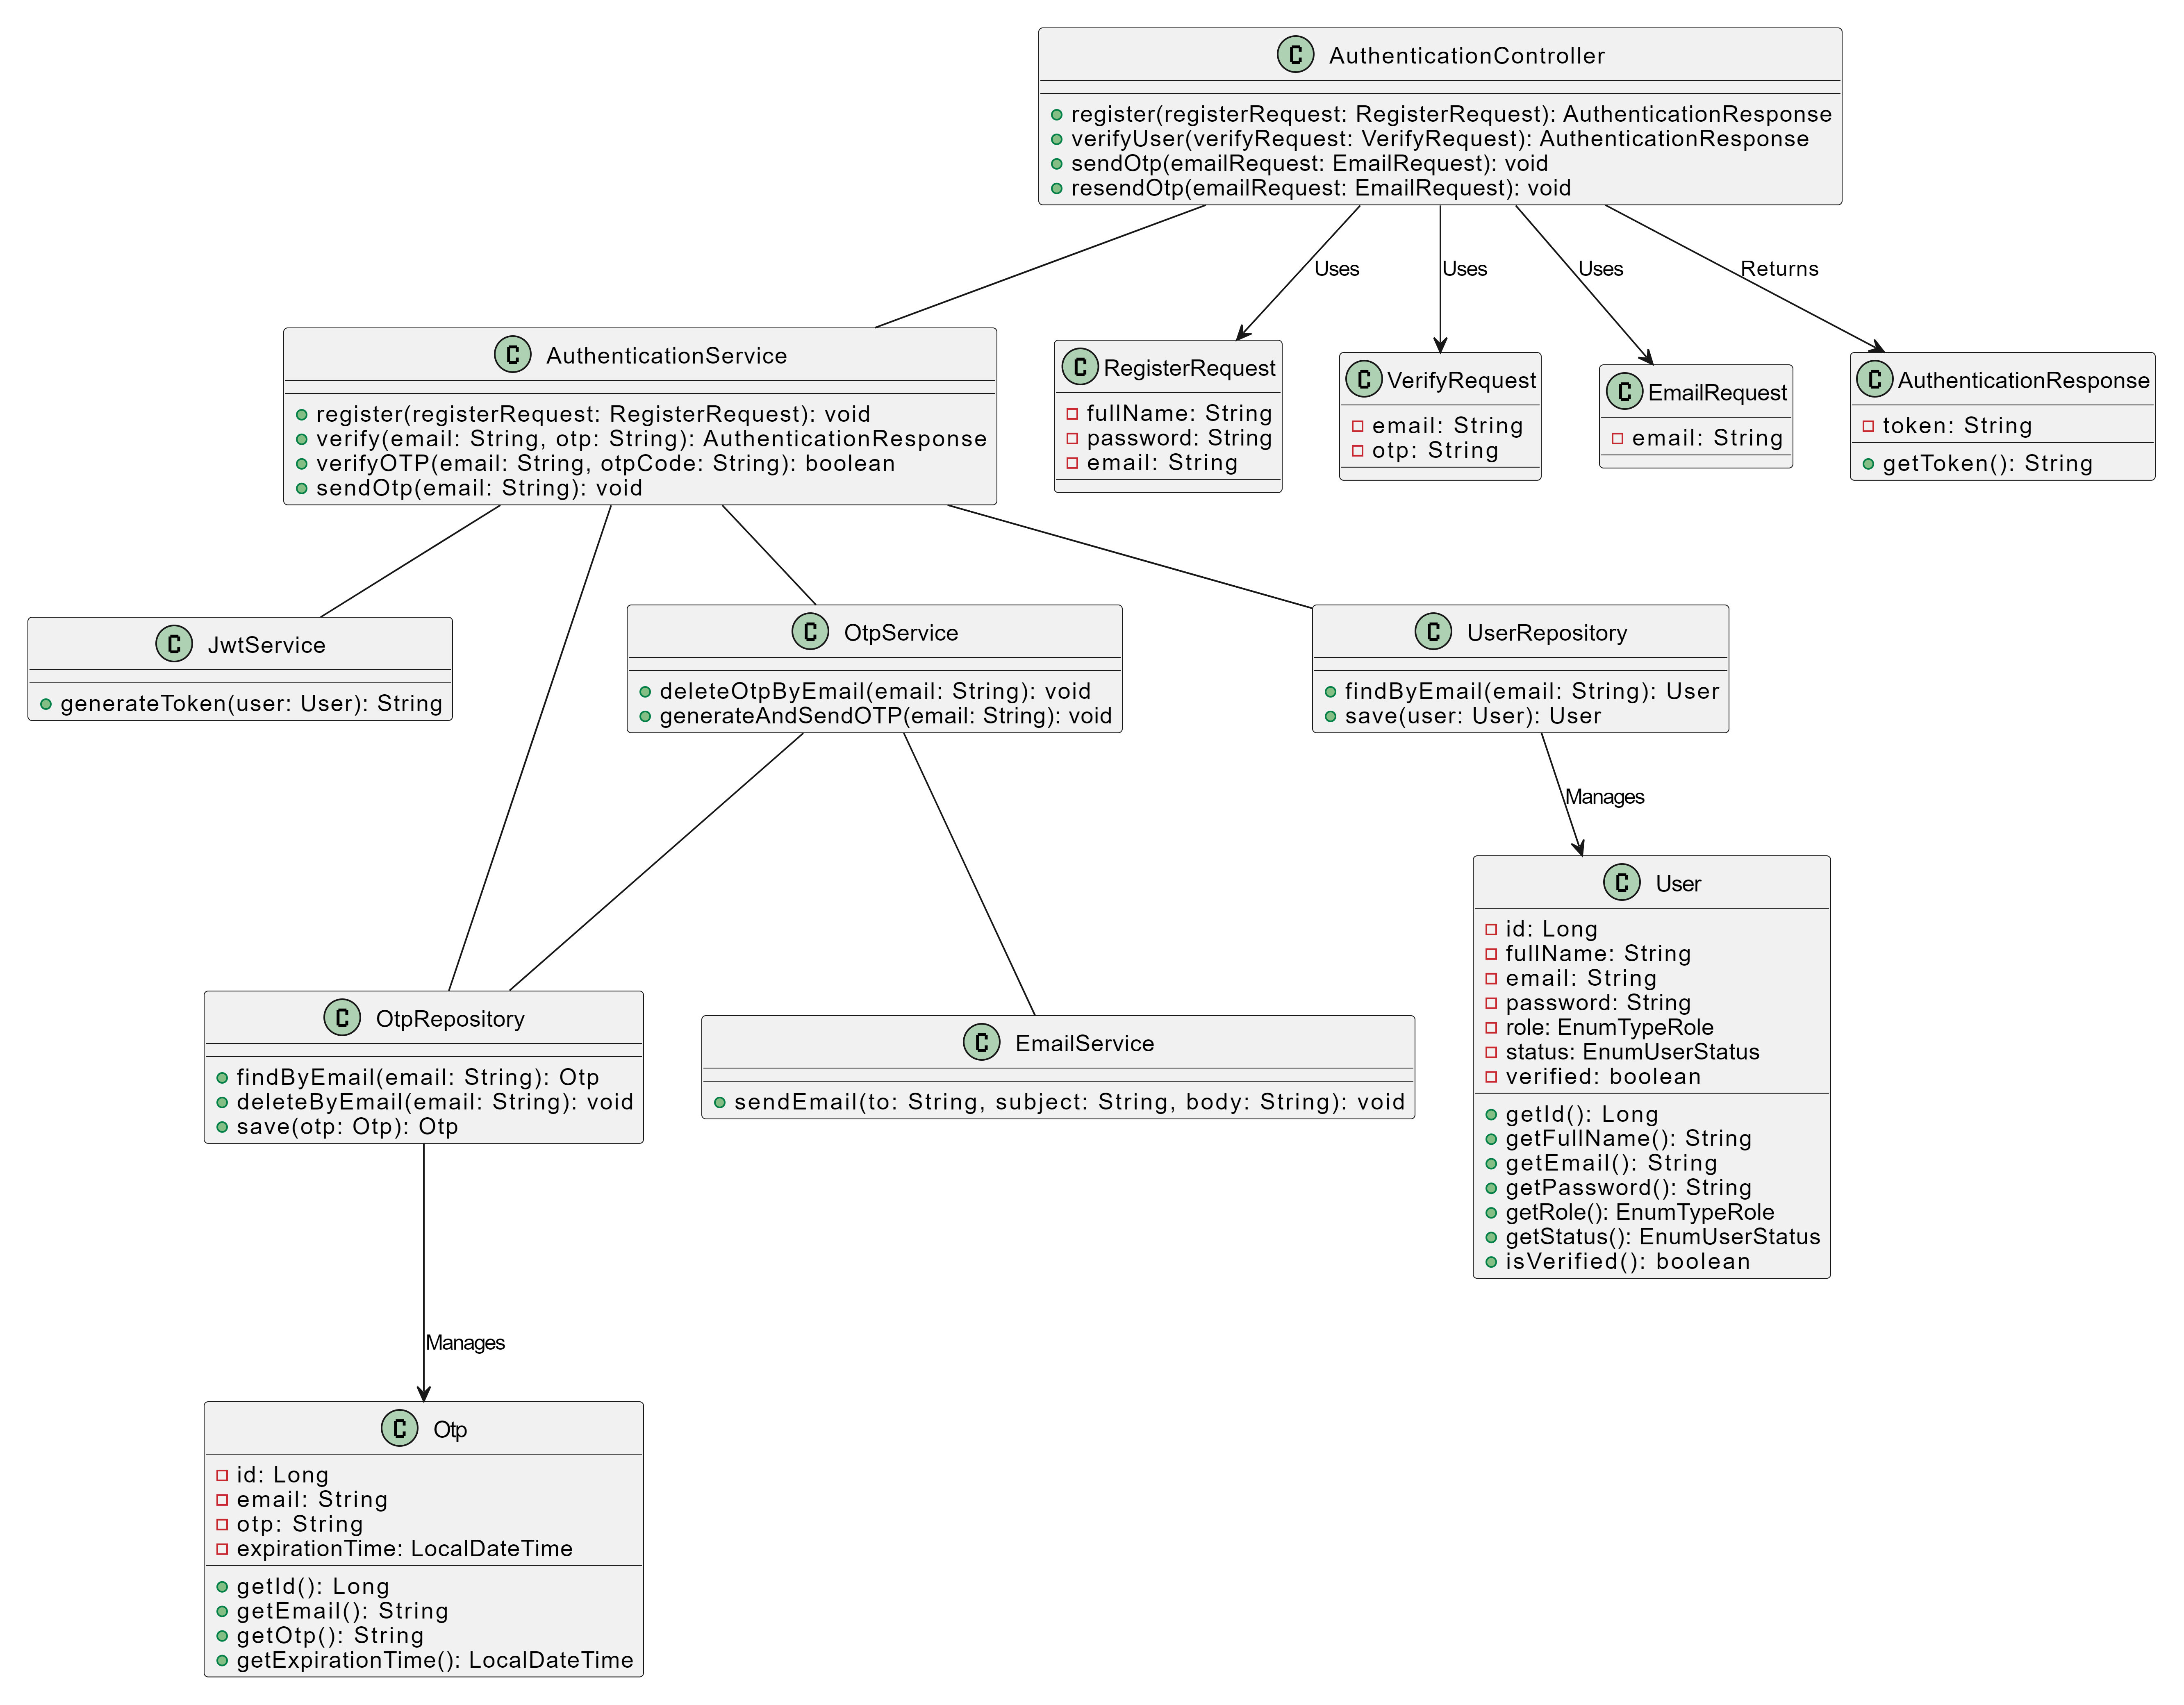 C AuthenticationController
register(registerRequest: RegisterRequest): AuthenticationResponse
verifyUser(verifyRequest: VerifyRequest): AuthenticationResponse
sendOtp(emailRequest: EmailRequest): void
resendOtp(emailRequest: EmailRequest): void
Uses
Uses
Uses
Returns
C AuthenticationService
register(registerRequest: RegisterRequest): void
verify(email: String, otp: String): AuthenticationResponse
verifyOTP(email: String, otpCode: String): boolean
sendOtp(email: String): void
C RegisterRequest
fullName: String
password: String
email: String
C VerifyRequest
email: String
otp: String
C EmailRequest
email: String
C AuthenticationResponse
token: String
getToken(): String
C JwtService
generateToken(user: User): String
C OtpService
deleteOtpByEmail(email: String): void
generateAndSendOTP(email: String): void
C UserRepository
findByEmail(email: String): User
save(user: User): User
Manages
C User
id: Long
fullName: String
email: String
password: String
role: EnumTypeRole
status: EnumUserStatus
verified: boolean
getId(): Long
getFullName(): String
getEmail(): String
getPassword(): String
getRole(): EnumTypeRole
getStatus(): EnumUserStatus
isVerified(): boolean
C OtpRepository
findByEmail(email: String): Otp
deleteByEmail(email: String): void
save(otp: Otp): Otp
C EmailService
sendEmail(to: String, subject: String, body: String): void
Manages
C Otp
id: Long
email: String
otp: String
expirationTime: LocalDateTime
getId(): Long
getEmail(): String
getOtp(): String
getExpirationTime(): LocalDateTime